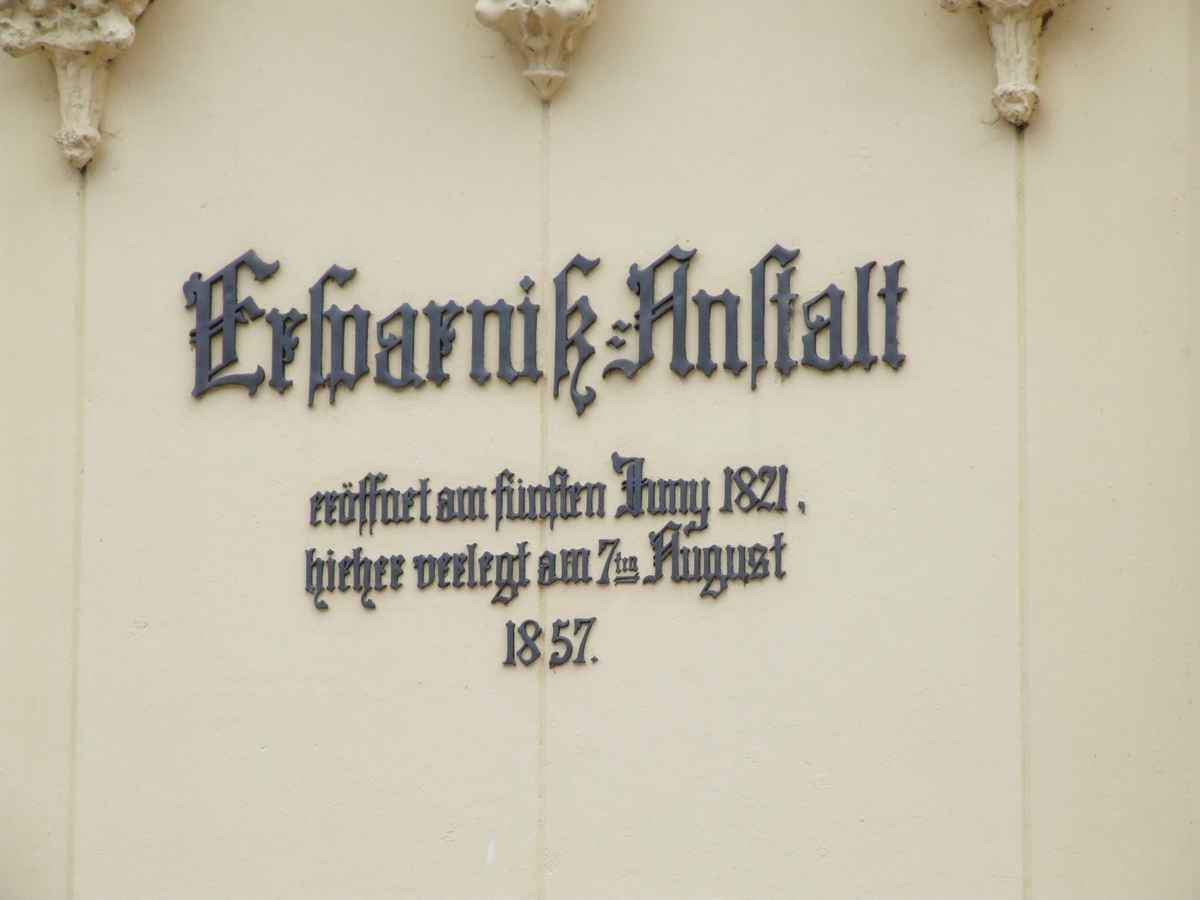 Ersparniß-Anstalt
eröffnet am fünften Juny 1821,
hieher verlegt am 7ten August
1857.